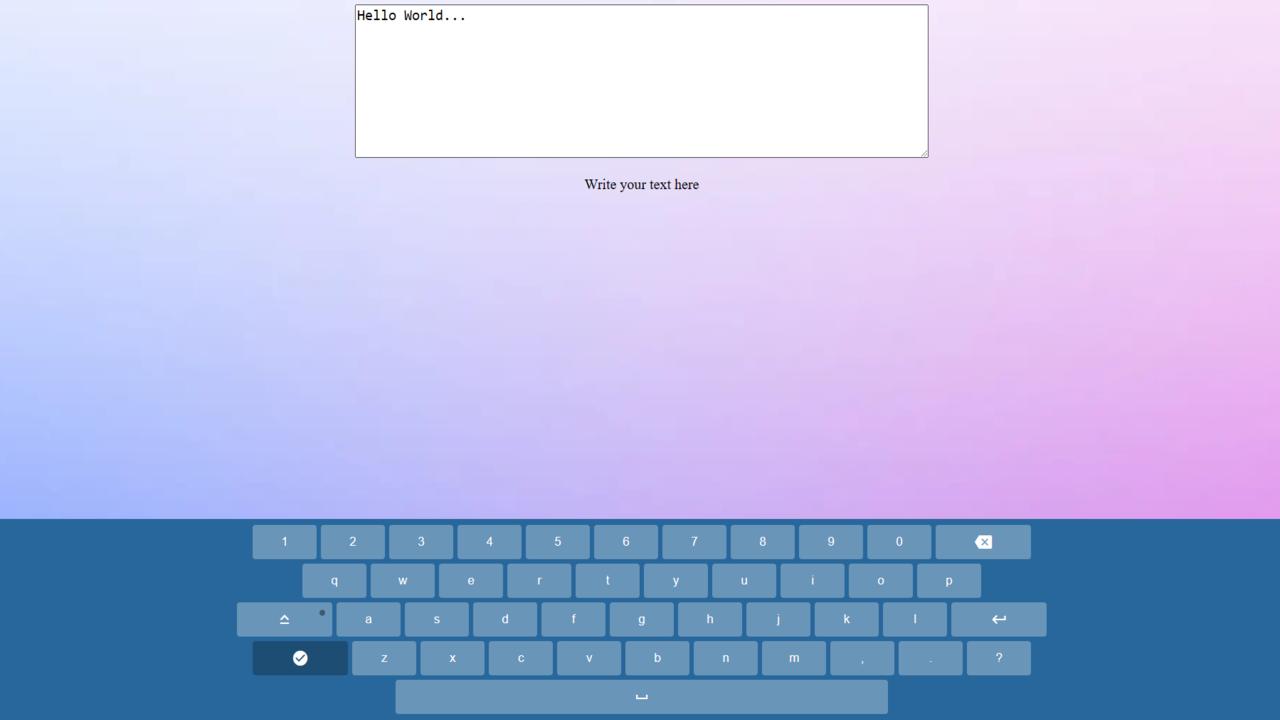 Hello World...
Write your text here
1 2 3 4 5 6 7 8 9 0
q w e r t y u i o p
a s d f g h j k l
z x c v b n m , . ?